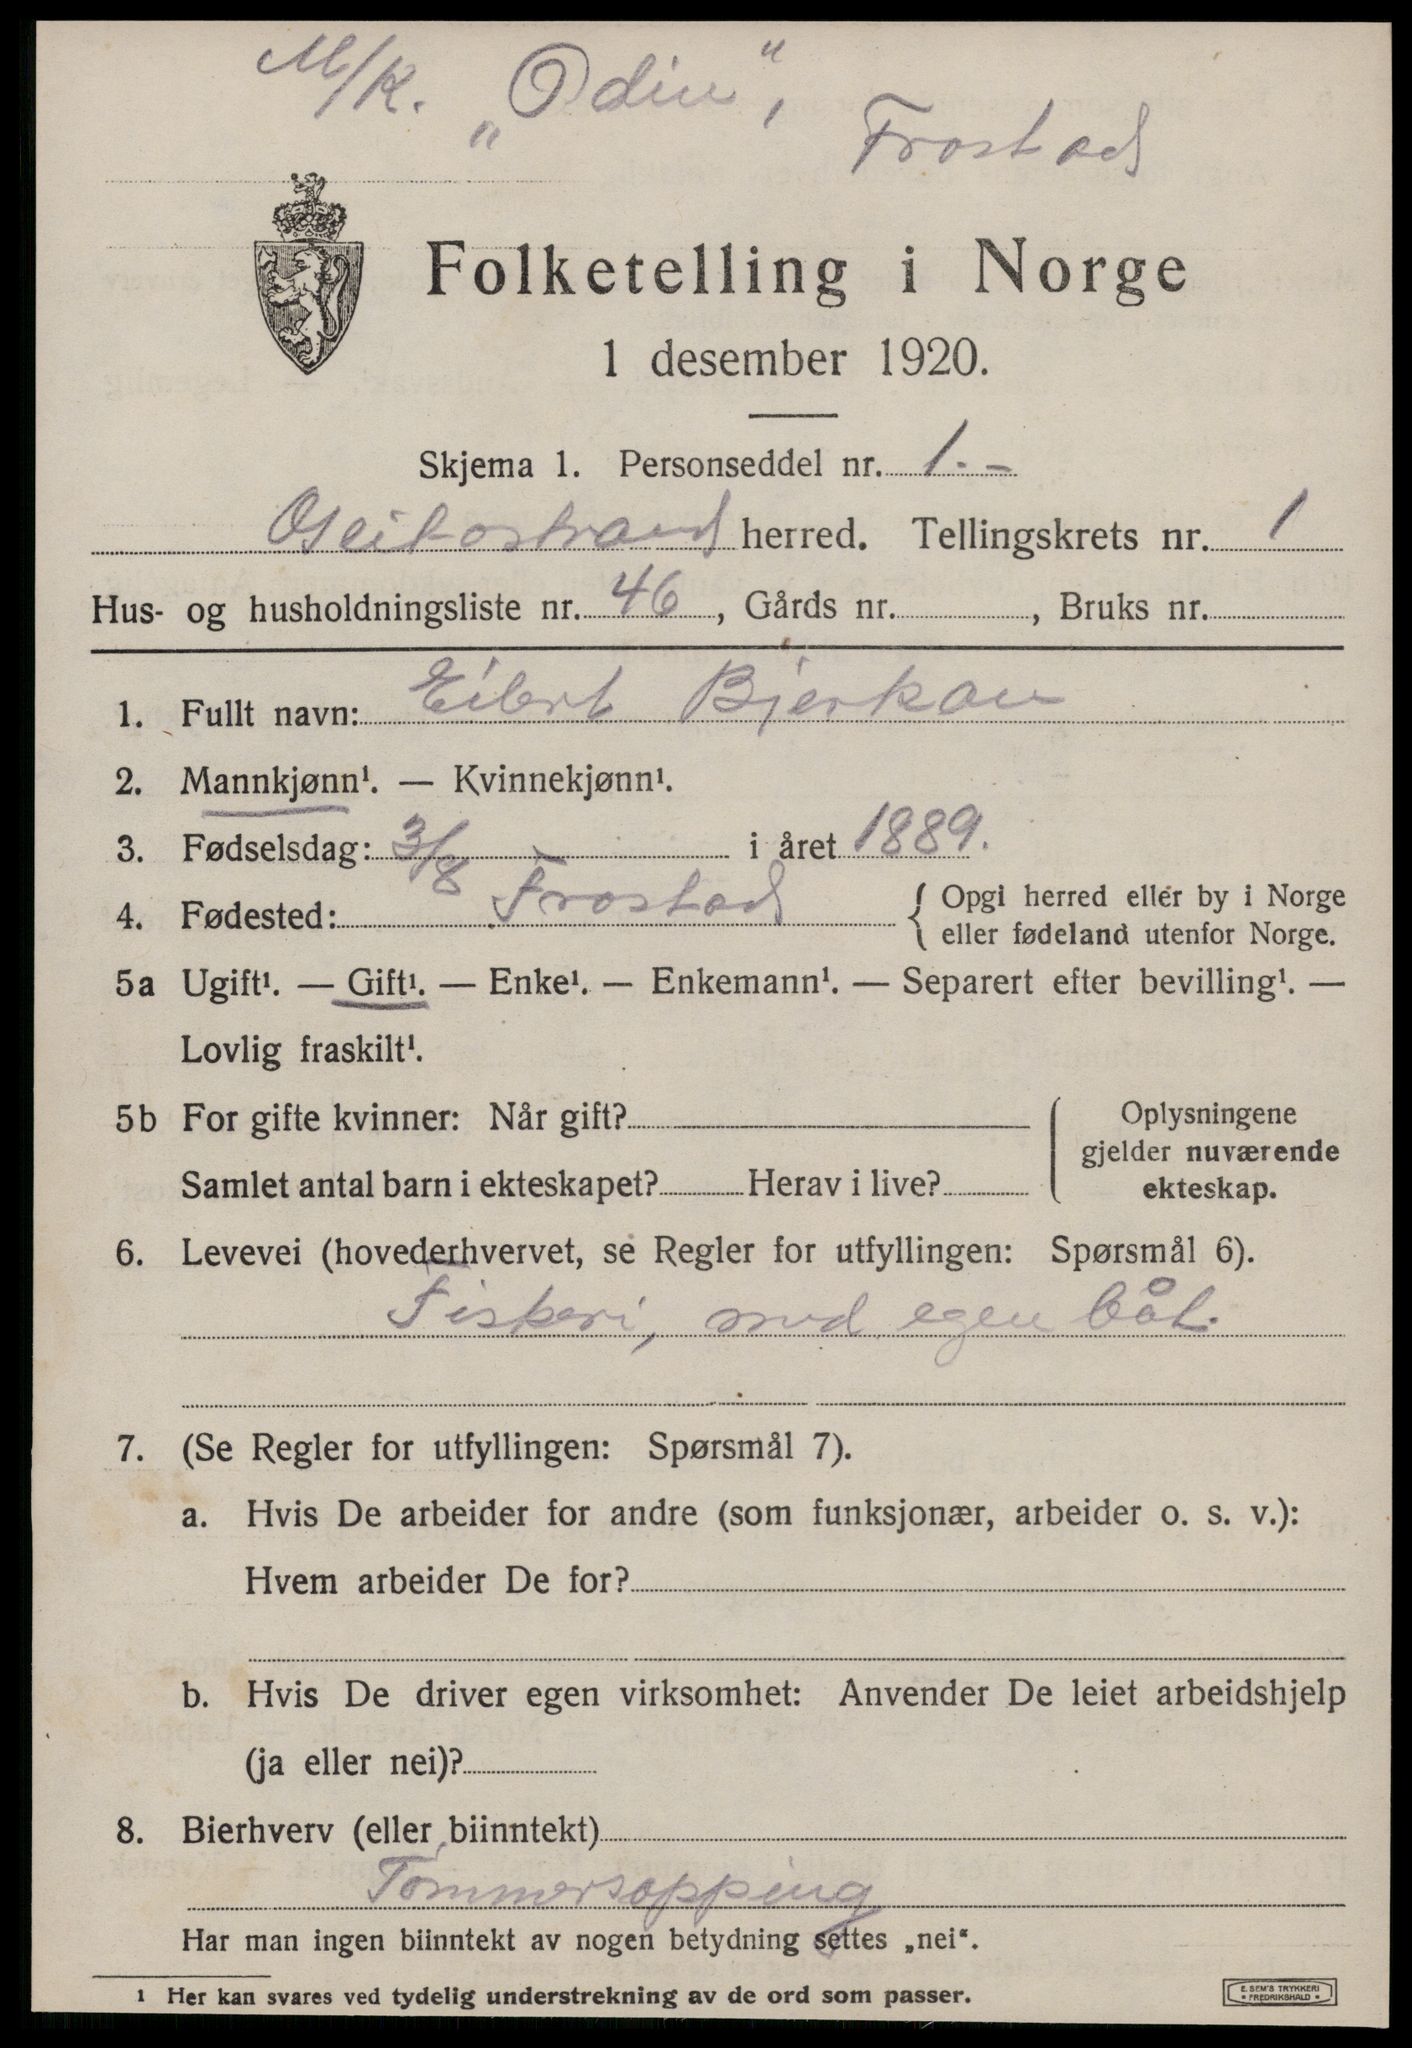 M/K. „Odin“,
Frostad
Folketelling i Norge
1 desember 1920.
Skjema 1. Personseddel nr. 1.-
herred. Tellingskrets nr. 1
Hus- og husholdningsliste nr. 46, Gårds nr. , Bruks nr.
1. Fullt navn: Eilert Bjerkan
2. Mannkjønn¹. — Kvinnekjønn¹.
3. Fødselsdag: 3/8 i året 1889.
4. Fødested: Frostad { Opgi herred eller by i Norge
eller fødeland utenfor Norge.
5a Ugift¹. — Gift¹. — Enke¹. — Enkemann¹. — Separert efter bevilling¹. —
Lovlig fraskilt¹.
5b For gifte kvinner: Når gift?
Samlet antal barn i ekteskapet? Herav i live?
Oplysningene
gjelder nuværende
ekteskap.
6. Levevei (hovederhvervet, se Regler for utfyllingen: Spørsmål 6).
Fiskeri, med egen båt.
7. (Se Regler for utfyllingen: Spørsmål 7).
a. Hvis De arbeider for andre (som funksjonær, arbeider o. s. v.):
Hvem arbeider De for?
b. Hvis De driver egen virksomhet: Anvender De leiet arbeidshjelp
(ja eller nei)?
8. Bierhverv (eller biinntekt)
Tømmersopping
Har man ingen biinntekt av nogen betydning settes „nei“.
¹ Her kan svares ved tydelig understrekning av de ord som passer.
E. SEM'S TRYKKERI
FREDRIKSHALD